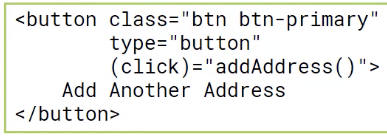 <button class="btn btn-primary"
        type="button"
        (click)="addAddress()">
    Add Another Address
</button>